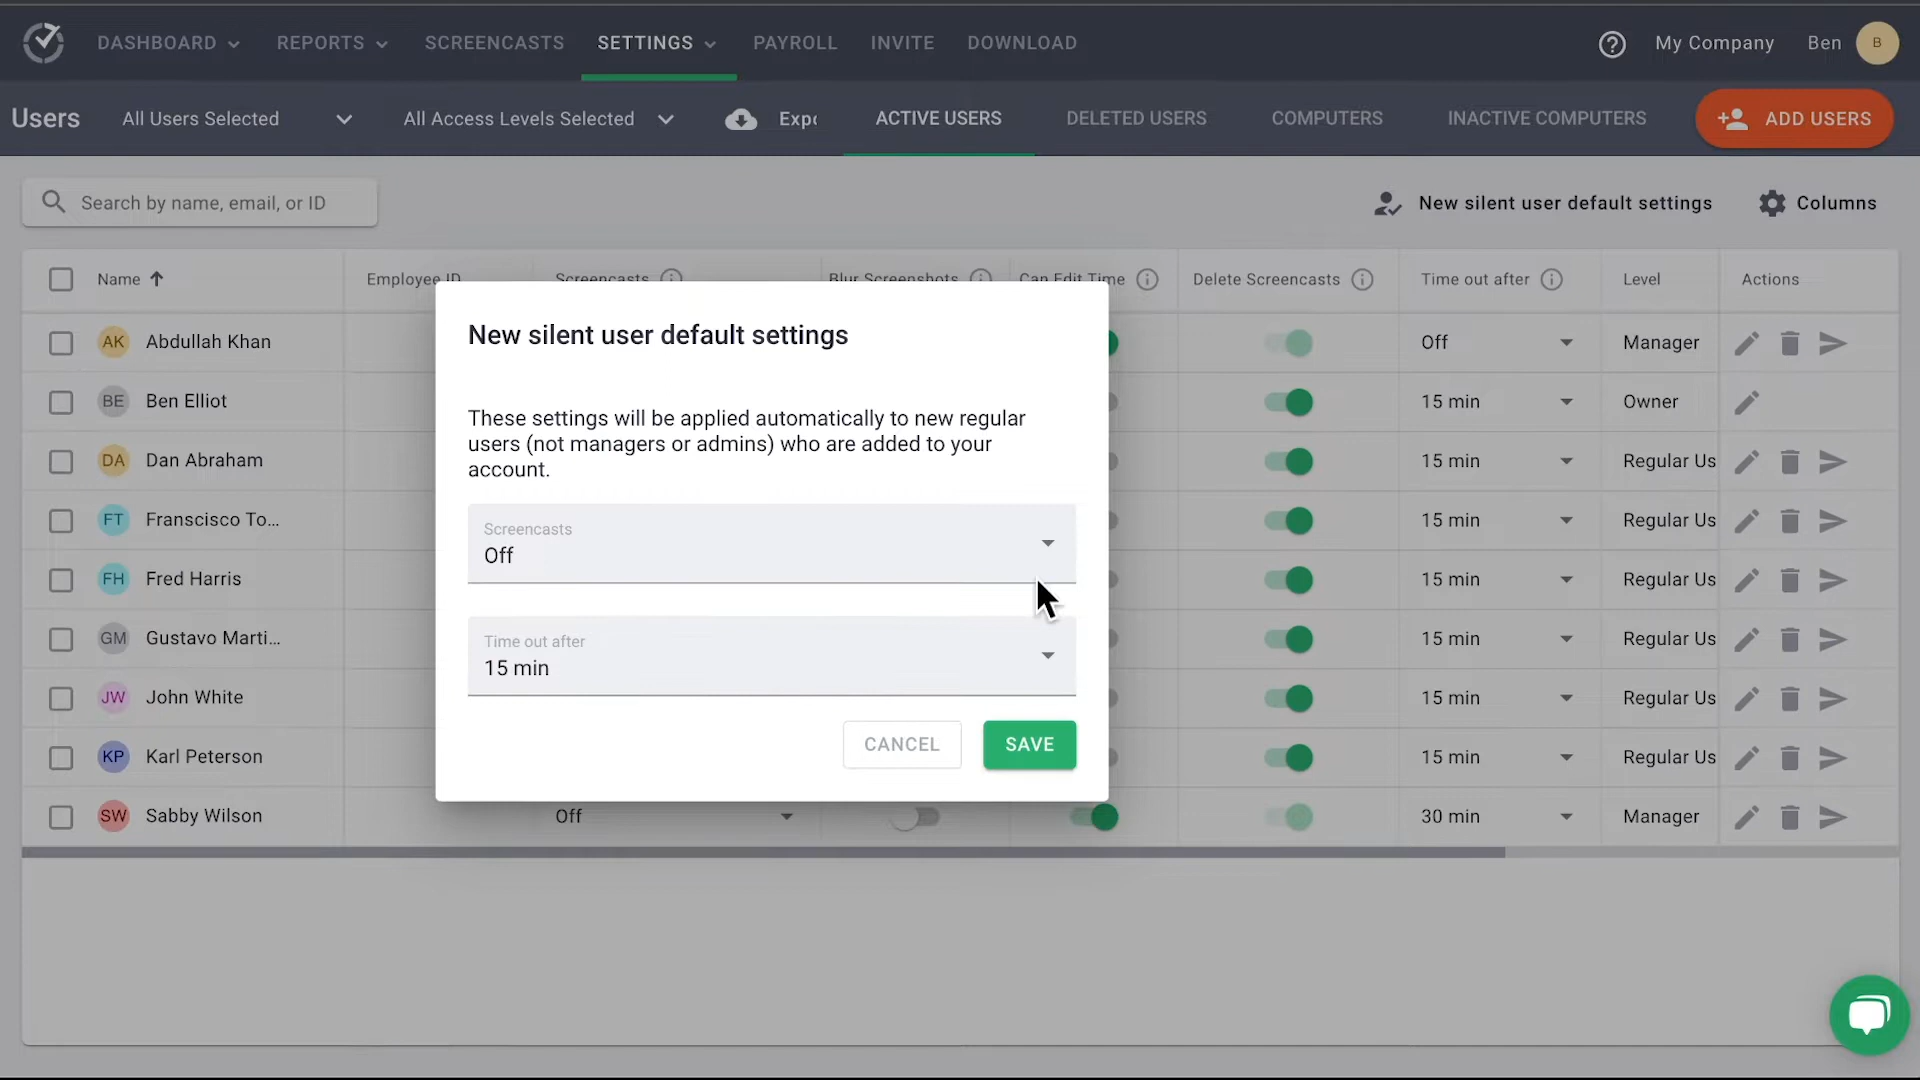 DASHBOARD REPORTS SCREENCASTS SETTINGS PAYROLL INVITE DOWNLOAD My Company Ben B
Users All Users Selected All Access Levels Selected Expo ACTIVE USERS DELETED USERS COMPUTERS INACTIVE COMPUTERS ADD USERS
Search by name, email, or ID New silent user default settings Columns
Name Employee ID Screencasts Blur Screenshots Can Edit Time Delete Screencasts Time out after Level Actions
AK Abdullah Khan Off Manager
BE Ben Elliot 15 min Owner
DA Dan Abraham 15 min Regular Us
FT Franscisco To... 15 min Regular Us
FH Fred Harris 15 min Regular Us
GM Gustavo Marti... 15 min Regular Us
JW John White 15 min Regular Us
KP Karl Peterson 15 min Regular Us
SW Sabby Wilson Off 30 min Manager
New silent user default settings
These settings will be applied automatically to new regular
users (not managers or admins) who are added to your
account.
Screencasts
Off
Time out after
15 min
CANCEL SAVE